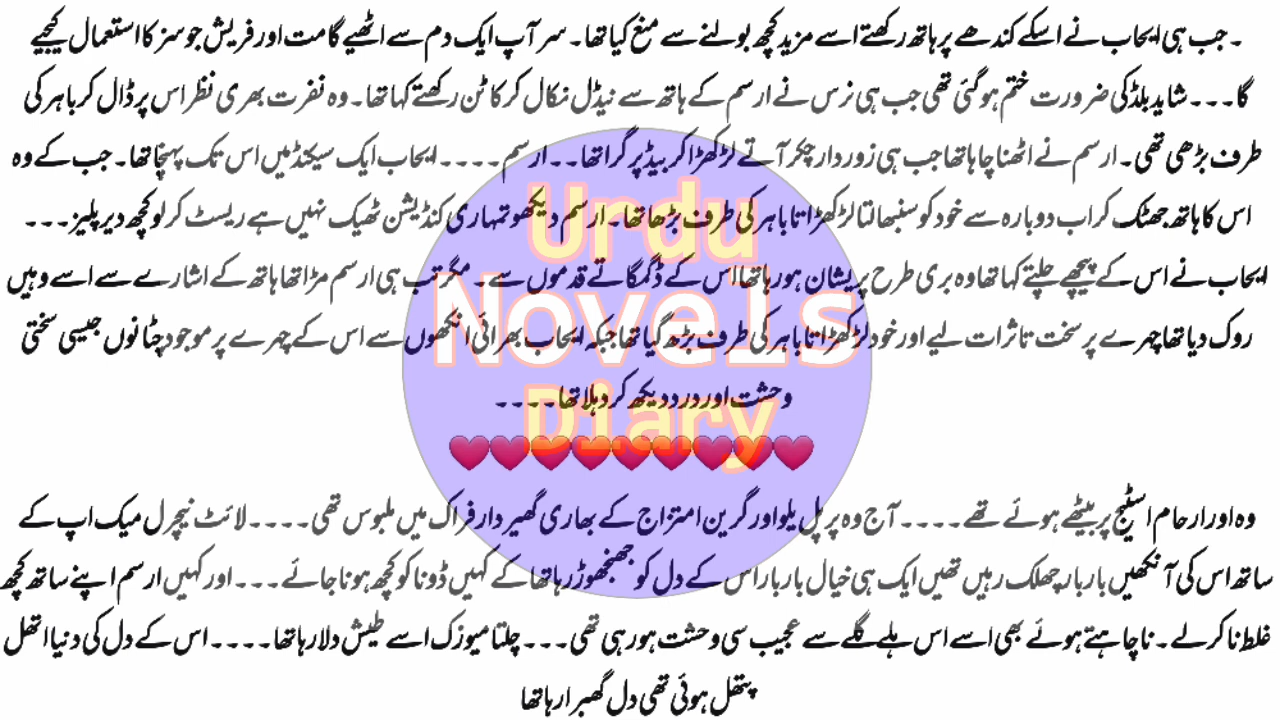 ۔ جب ہی ایحاب نے اسکے کندھے پر ہاتھ رکھتے اسے مزید کچھ بولنے سے منع کیا تھا۔ سر آپ ایک دم سے اٹھیے گا مت اور فریش جوسز کا استعمال کیجیے
گا۔۔۔ شاید بلڈ کی ضرورت ختم ہو گئی تھی جب ہی نرس نے ارسم کے ہاتھ سے نیڈل نکال کر کاٹن رکھتے کہا تھا۔ وہ نفرت بھری نظر اس پر ڈال کر باہر کی
طرف بڑھی تھی۔ ارسم نے اٹھنا چاہا تھا جب ہی زور دار چکر آتے لڑکھڑا کر بیڈ پر گرا تھا۔۔ ارسم۔۔۔۔ ایحاب ایک سیکنڈ میں اس تک پہنچا تھا۔ جب کے وہ
اس کا ہاتھ جھٹک کر اب دوبارہ سے خود کو سنبھالتا لڑکھڑاتا باہر کی طرف بڑھا تھا۔ ارسم دیکھو تمہاری کنڈیشن ٹھیک نہیں ہے ریسٹ کر لو کچھ دیر پلیز۔۔۔
ایحاب نے اس کے پیچھے چلتے کہا تھا وہ بری طرح پریشان ہو رہا تھا اس کے ڈگمگاتے قدموں سے۔ مگر تب ہی ارسم مڑا تھا ہاتھ کے اشارے سے اسے وہیں
روک دیا تھا چہرے پر سخت تاثرات لیے اور خود لڑکھڑاتا باہر کی طرف بڑھ گیا تھا جبکہ ایحاب بھرائی انکھوں سے اس کے چہرے پر موجود چٹانوں جیسی سختی
وحشت اور درد دیکھ کر دہلا تھا۔۔۔۔
Urdu
Novels
Diary
وہ اور ارحام اسٹیج پر بیٹھے ہوئے تھے۔۔۔۔ آج وہ پرپل یلو اور گرین امتزاج کے بھاری گھیر دار فراک میں ملبوس تھی۔۔۔۔ لائٹ نیچرل میک اپ کے
ساتھ اس کی آنکھیں بار بار چھلک رہیں تھیں ایک ہی خیال بار بار اس کے دل کو جھنجھوڑ رہا تھا کے کہیں ڈونا کو کچھ ہو نا جائے۔۔۔ اور کہیں ارسم اپنے ساتھ کچھ
غلط نا کر لے۔ نا چاہتے ہوئے بھی اسے اس ہلے گلے سے عجیب سی وحشت ہو رہی تھی۔۔۔ چلتا میوزک اسے طیش دلا رہا تھا۔۔۔۔ اس کے دل کی دنیا اتھل
پتھل ہوئی تھی دل گھبرا رہا تھا